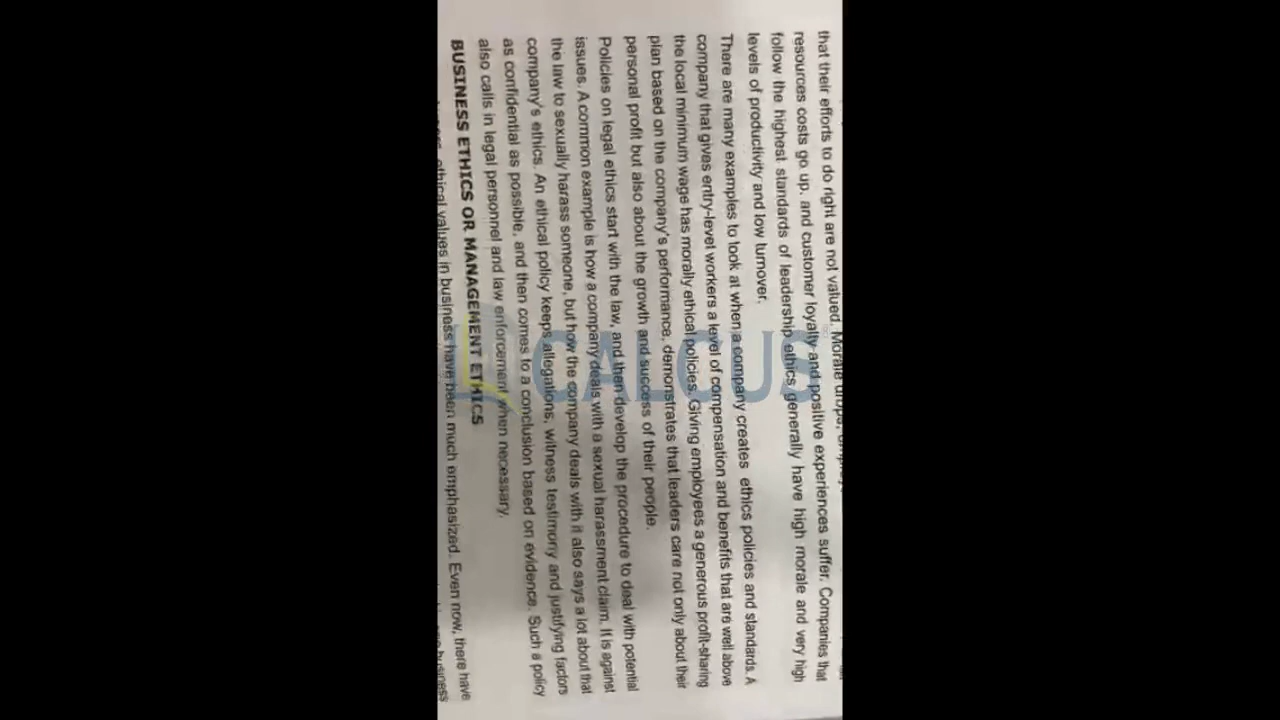 that their efforts to do right are not valued. Morale drops,
resources costs go up. and customer loyalty and positive experiences suffer. Companies that
follow the highest standards of leadership ethics generally have high morale and very high
levels of productivity and low turnover.
There are many examples to took at when a company creates ethics policies and standards. A
company that gives entry-level workers a level of compensation and benefits that are well above
the local minimum wage has morally ethical policies. Giving employees a generous profit-sharing
plan based on the company's performance, demonstrates that leaders care not only about their
personal profit but also about the growth and success of their people.
Policies on legal ethics start with the law, and then develop the procedure to deal with potential
issues. A common example is how a company deals with a sexual harassment claim. It is against
the law to sexually harass someone, but how the company deals with it also says a lot about that
company's ethics. An ethical policy keeps allegations, witness testimony and justifying factors
as confidential as possible, and then comes to a conclusion based on evidence. Such a policy
also calls in legal personnel and law enforcement when necessary.
BUSINESS ETHICS OR MANAGEMENT ETHICS
ethical values in business have been much emphasized. Even now, there have
business
CALCUS